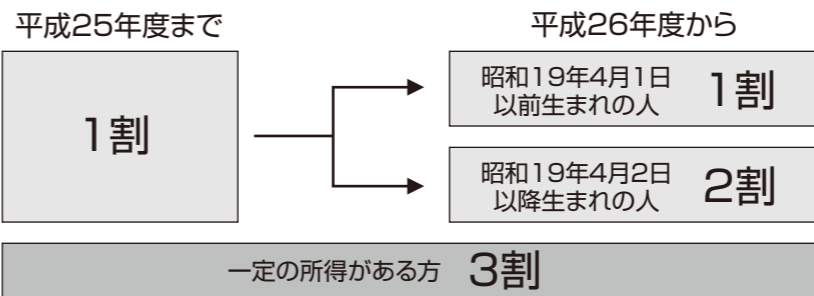 平成25年度まで
平成26年度から
1割
昭和19年4月1日
以前生まれの人
1割
昭和19年4月2日
以降生まれの人
2割
一定の所得がある方 3割